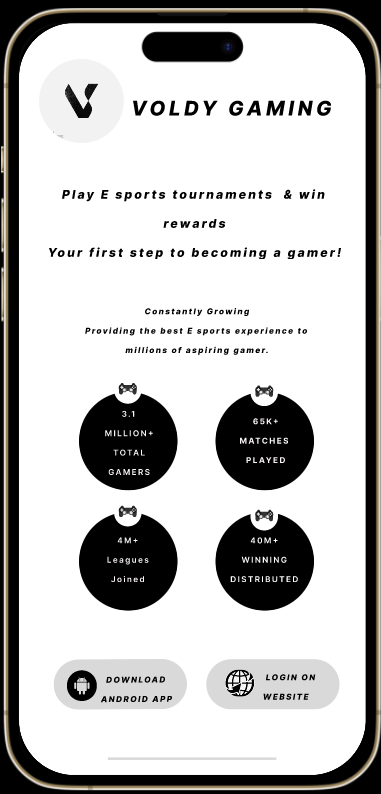 VOLDY GAMING
Play E sports tournaments & win
rewards
Your first step to becoming a gamer!
Constantly Growing
Providing the best E sports experience to
millions of aspiring gamer.
3.1
MILLION+
TOTAL
GAMERS
65K+
MATCHES
PLAYED
4M+
Leagues
Joined
40M+
WINNING
DISTRIBUTED
DOWNLOAD
ANDROID APP
LOGIN ON
WEBSITE